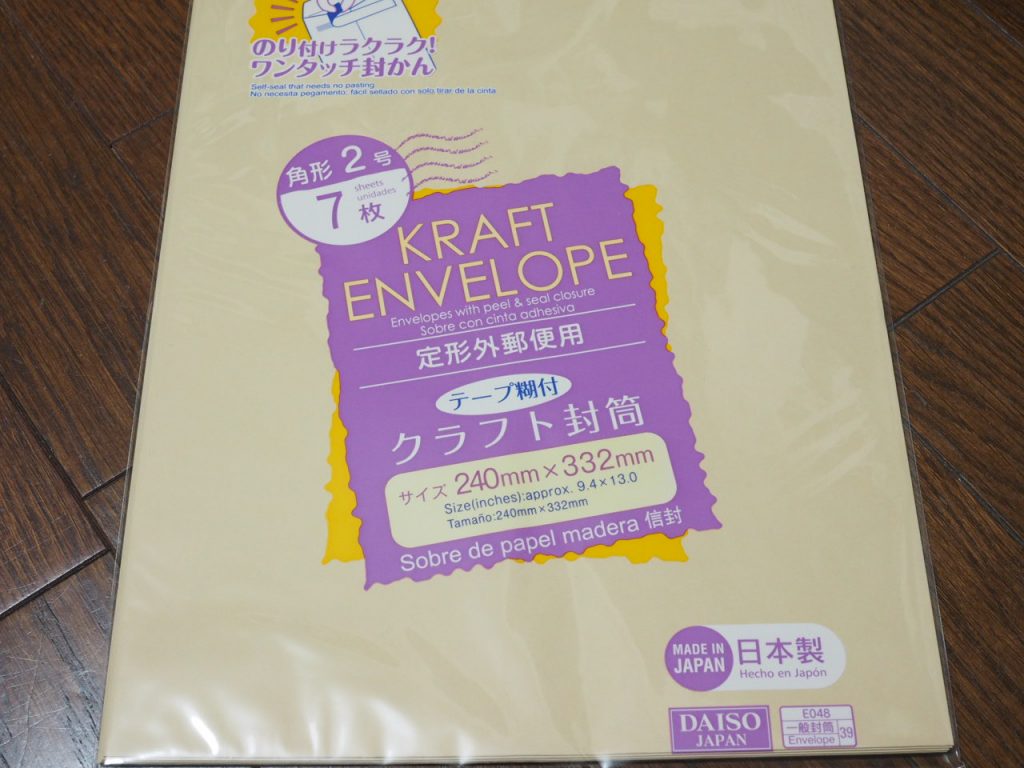 のり付けラクラク!
ワンタッチ封かん
Self-seal that needs no pasting
No necesita pegamento: fácil sellado con solo tirar de la cinta
角形2号
7枚
sheets
unidades
KRAFT
ENVELOPE
Envelopes with peel & seal closure
Sobre con cinta adhesiva
定形外郵便用
テープ糊付
クラフト封筒
サイズ 240mm×332mm
Size(inches):approx. 9.4×13.0
Tamaño:240mm×332mm
Sobre de papel madera 信封
MADE IN
JAPAN
日本製
Hecho en Japón
DAISO
JAPAN
E048
一般封筒
Envelope
39